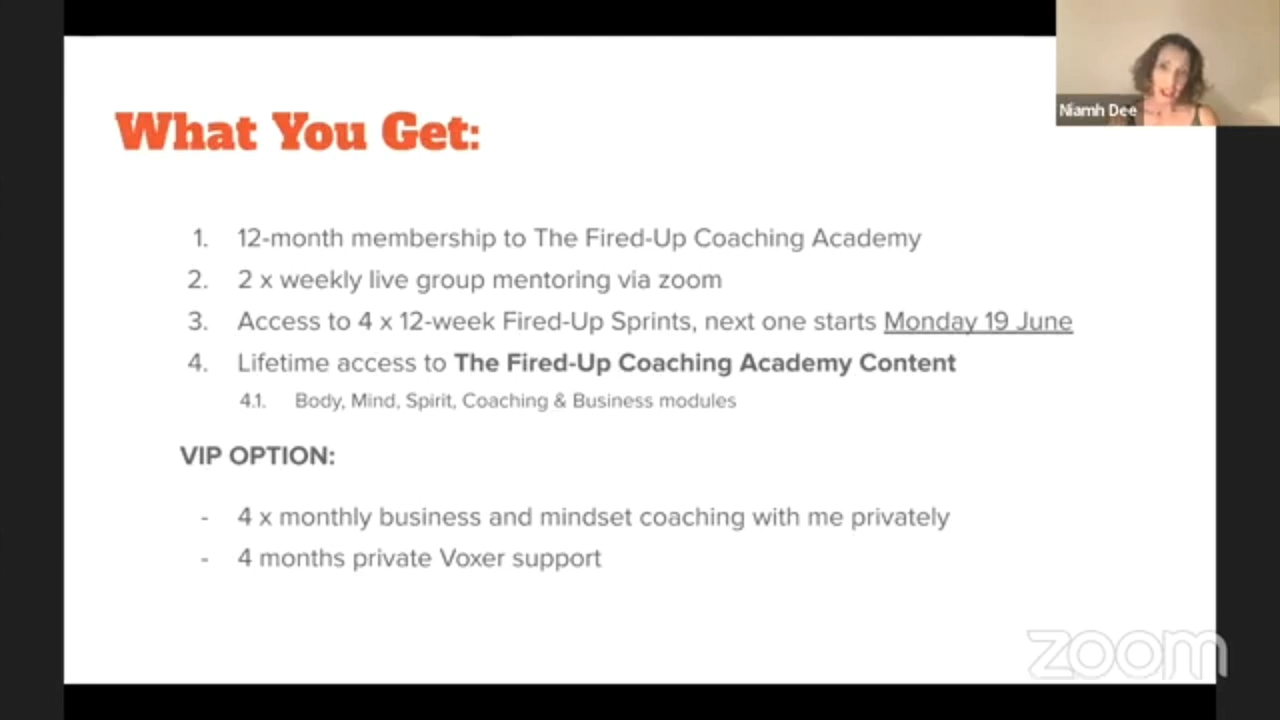 Niamh Dee
What You Get:
1. 12-month membership to The Fired-Up Coaching Academy
2. 2 x weekly live group mentoring via zoom
3. Access to 4 x 12-week Fired-Up Sprints, next one starts Monday 19 June
4. Lifetime access to The Fired-Up Coaching Academy Content
4.1. Body, Mind, Spirit, Coaching & Business modules
VIP OPTION:
- 4 x monthly business and mindset coaching with me privately
- 4 months private Voxer support
zoom